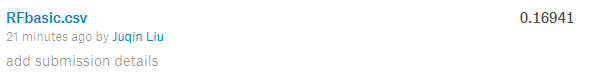 RFbasic.csv 0.16941
21 minutes ago by Juqin Liu
add submission details